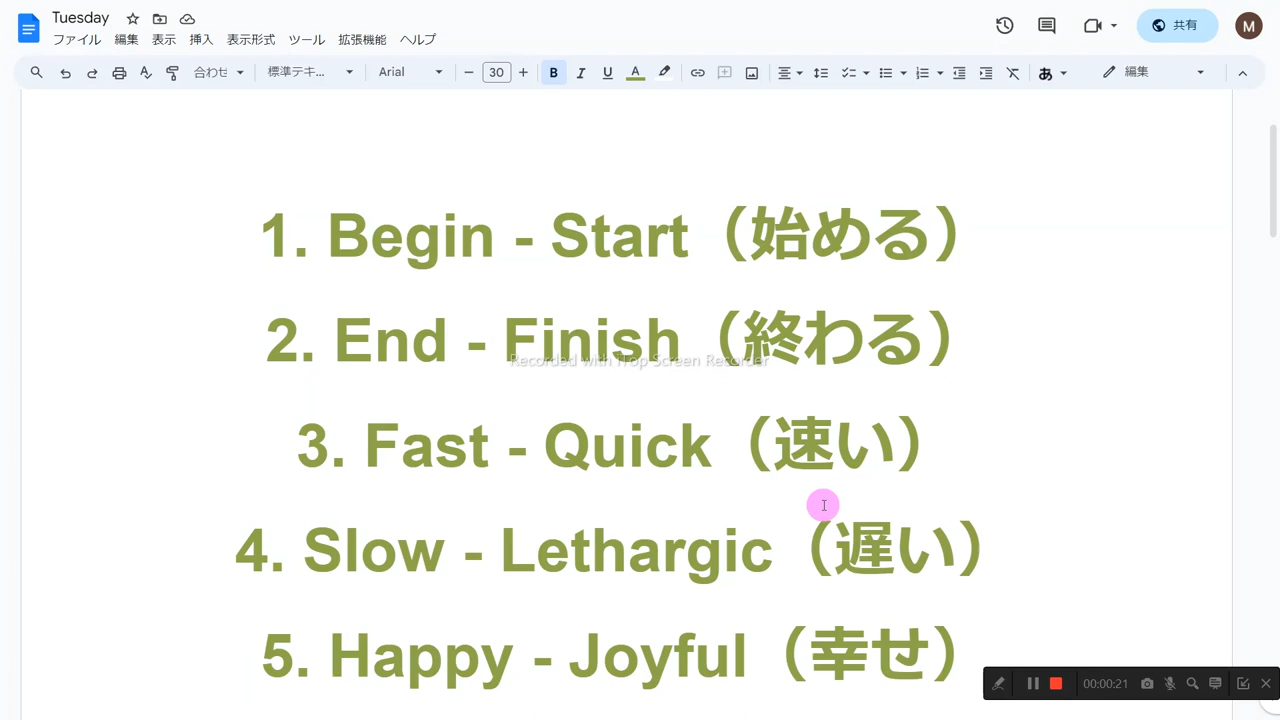 Tuesday
共有
M
ファイル 編集 表示 挿入 表示形式 ツール 拡張機能 ヘルプ
合わせ 標準テキ... Arial 30 B I U A あ 編集
1. Begin - Start（始める）
2. End - Finish（終わる）
Recorded with iTop Screen Recorder
3. Fast - Quick（速い）
4. Slow - Lethargic（遅い）
5. Happy - Joyful（幸せ）
00:00:21